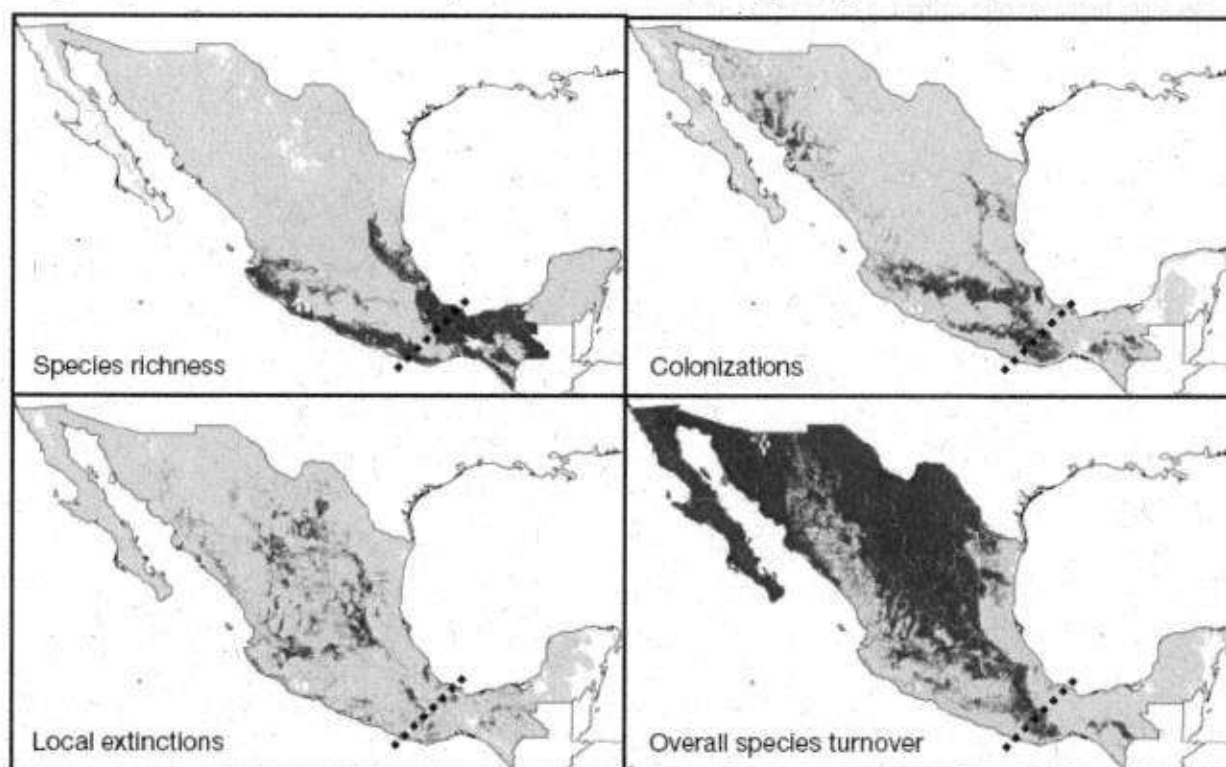 Species richness
Colonizations
Local extinctions
Overall species turnover